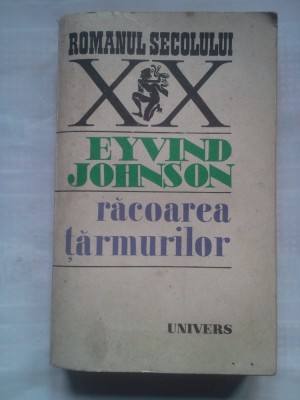 ROMANUL SECOLULUI
XX
EYVIND
JOHNSON
răcoarea
țărmurilor
UNIVERS